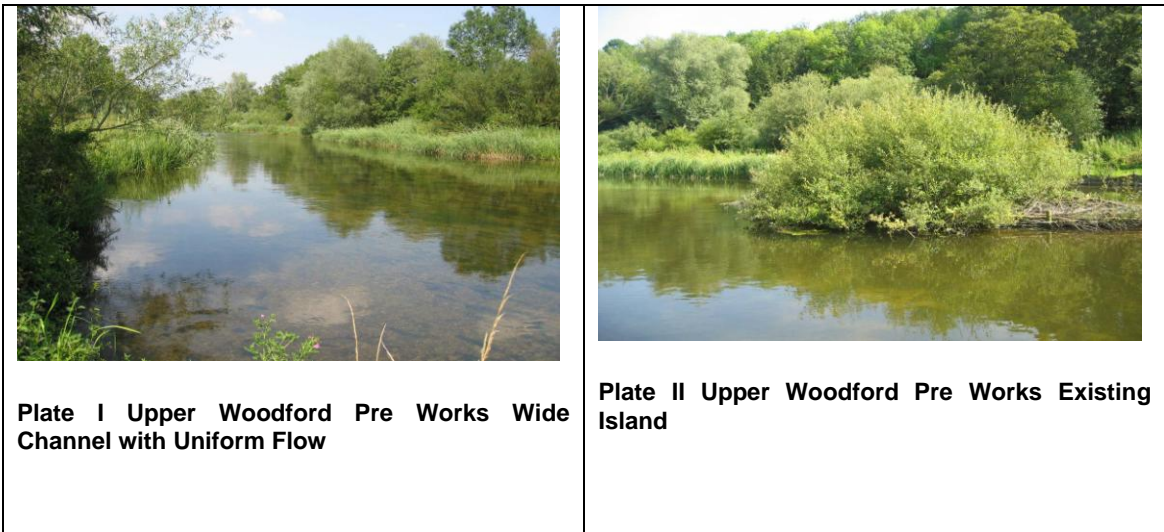 Plate I Upper Woodford Pre Works Wide
Channel with Uniform Flow
Plate II Upper Woodford Pre Works Existing
Island